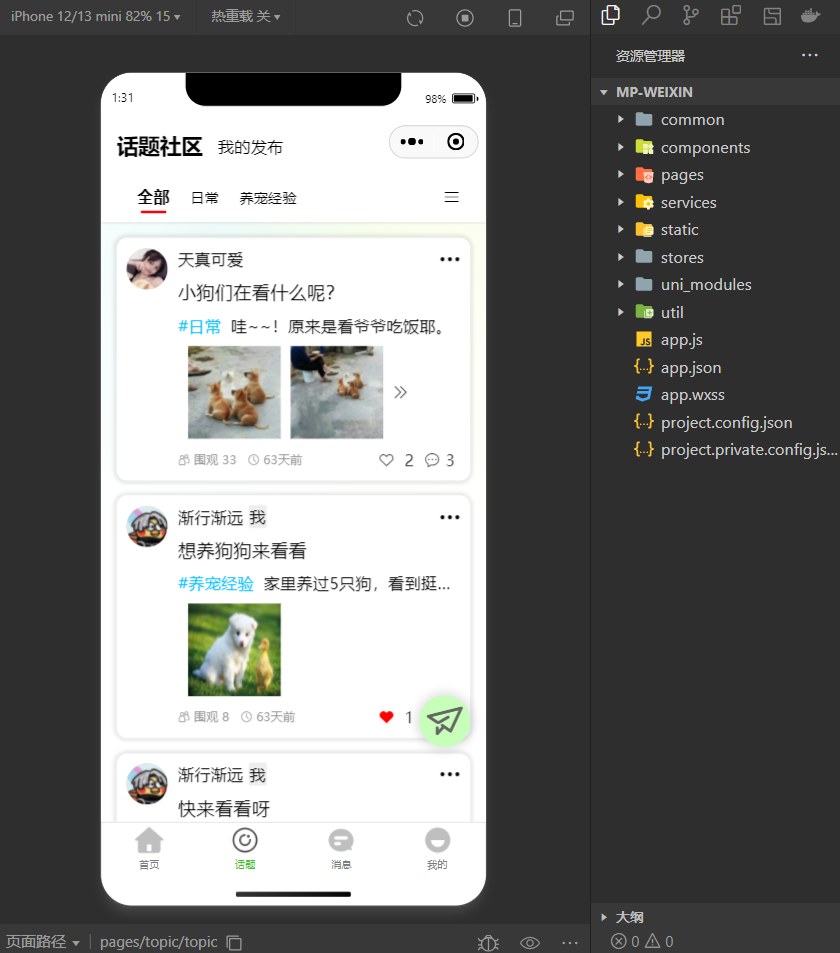 iPhone 12/13 mini 82% 15 热重载 关
资源管理器
MP-WEIXIN
common
components
pages
services
static
stores
uni_modules
util
app.js
app.json
app.wxss
project.config.json
project.private.config.js...
大纲
0 0
1:31 98%
话题社区 我的发布
全部 日常 养宠经验
天真可爱
小狗们在看什么呢？
#日常 哇~~！原来是看爷爷吃饭耶。
围观 33 63天前 2 3
渐行渐远 我
想养狗狗来看看
#养宠经验 家里养过5只狗，看到挺...
围观 8 63天前 1
渐行渐远 我
快来看看呀
首页 话题 消息 我的
页面路径 pages/topic/topic